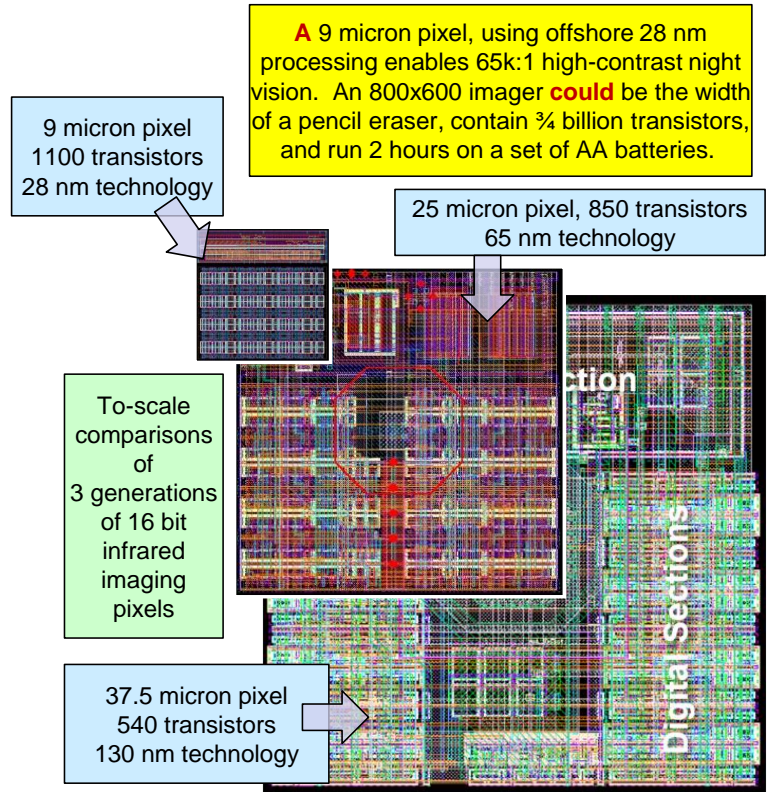 A 9 micron pixel, using offshore 28 nm
processing enables 65k:1 high-contrast night
vision. An 800x600 imager could be the width
of a pencil eraser, contain ¾ billion transistors,
and run 2 hours on a set of AA batteries.
9 micron pixel
1100 transistors
28 nm technology
25 micron pixel, 850 transistors
65 nm technology
ction
To-scale
comparisons
of
3 generations
of 16 bit
infrared
imaging
pixels
Digital Sections
37.5 micron pixel
540 transistors
130 nm technology